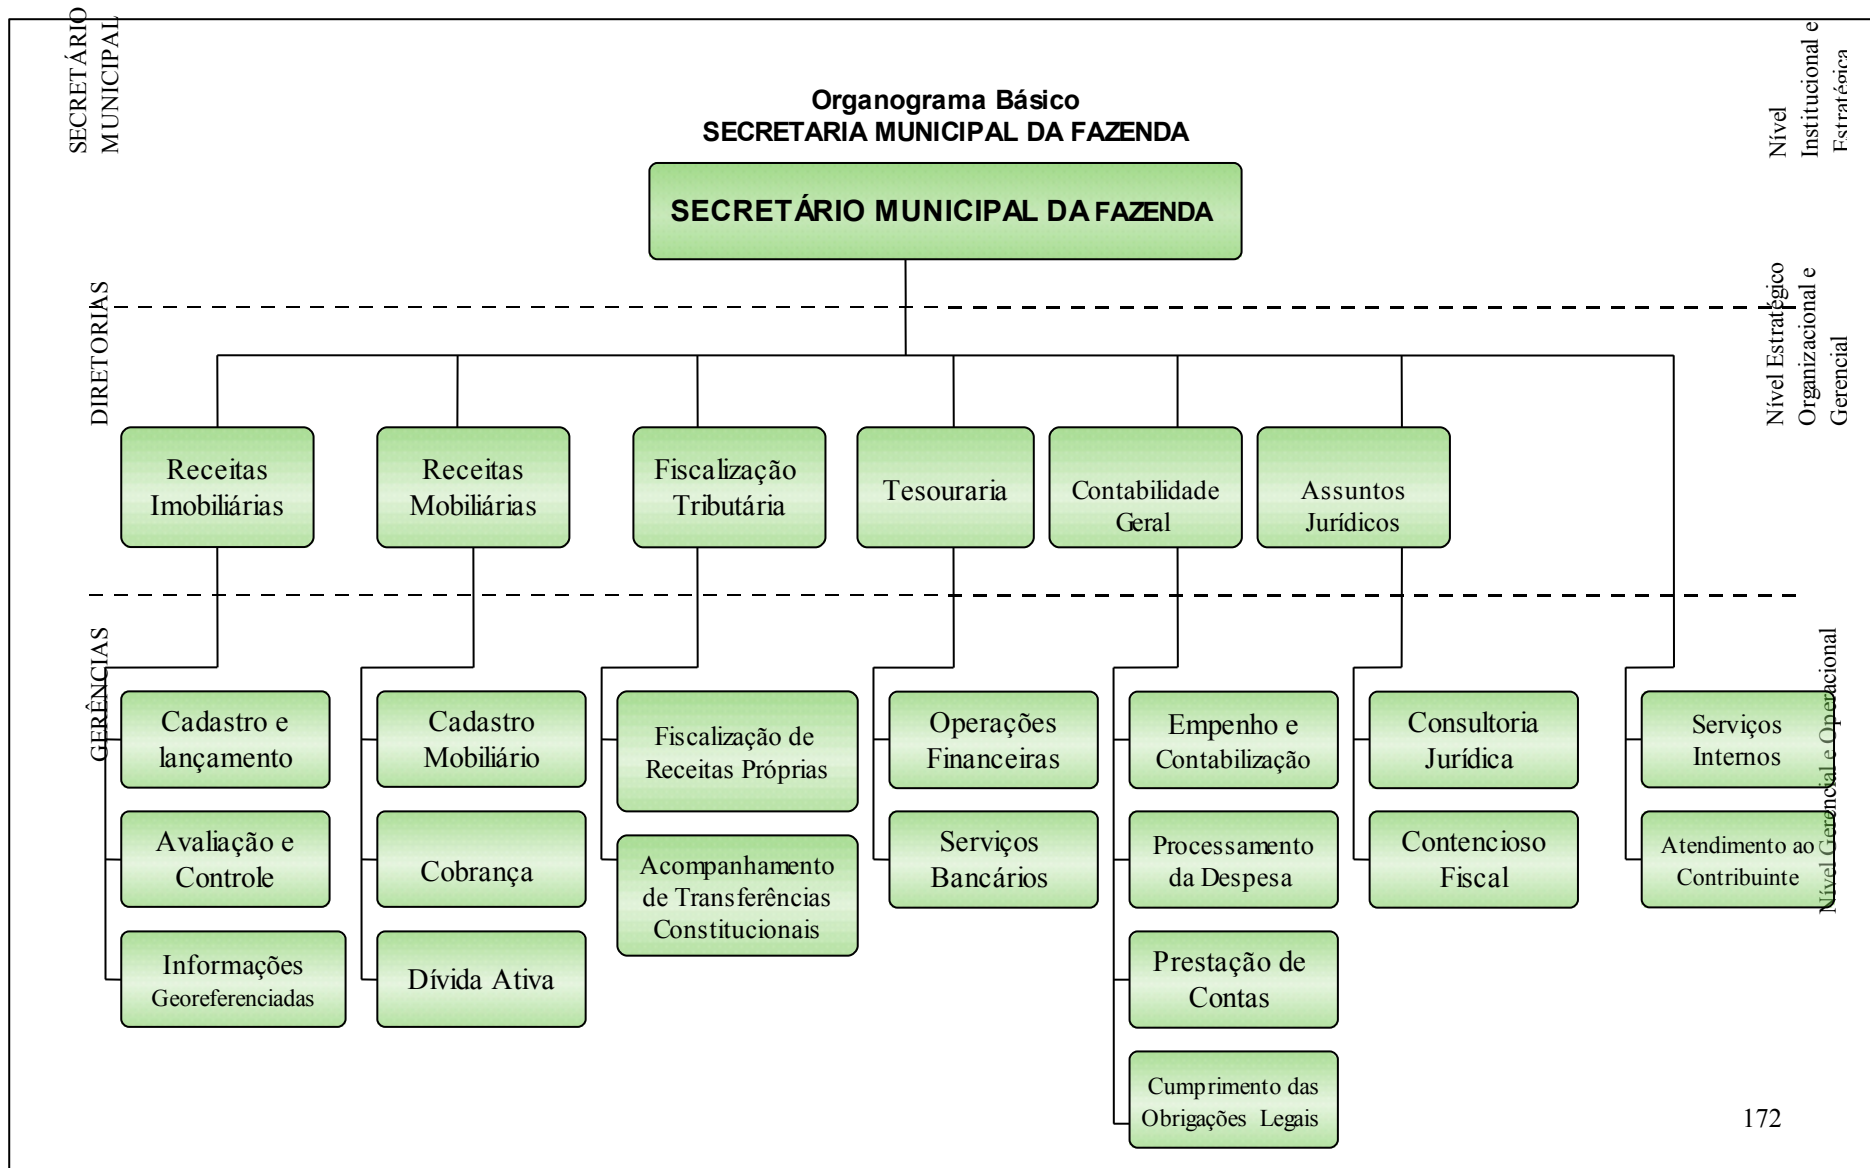 SECRETÁRIO
MUNICIPAL
Nível
Institucional e
Estratégica
Organograma Básico
SECRETARIA MUNICIPAL DA FAZENDA
SECRETÁRIO MUNICIPAL DA FAZENDA
DIRETORIAS
Nível Estratégico
Organizacional e
Gerencial
Receitas
Imobiliárias
Receitas
Mobiliárias
Fiscalização
Tributária
Tesouraria
Contabilidade
Geral
Assuntos
Jurídicos
GERÊNCIAS
Nível Gerencial e Operacional
Cadastro e
lançamento
Avaliação e
Controle
Informações
Georeferenciadas
Cadastro
Mobiliário
Cobrança
Dívida Ativa
Fiscalização de
Receitas Próprias
Acompanhamento
de Transferências
Constitucionais
Operações
Financeiras
Serviços
Bancários
Empenho e
Contabilização
Processamento
da Despesa
Prestação de
Contas
Cumprimento das
Obrigações Legais
Consultoria
Jurídica
Contencioso
Fiscal
Serviços
Internos
Atendimento ao
Contribuinte
172